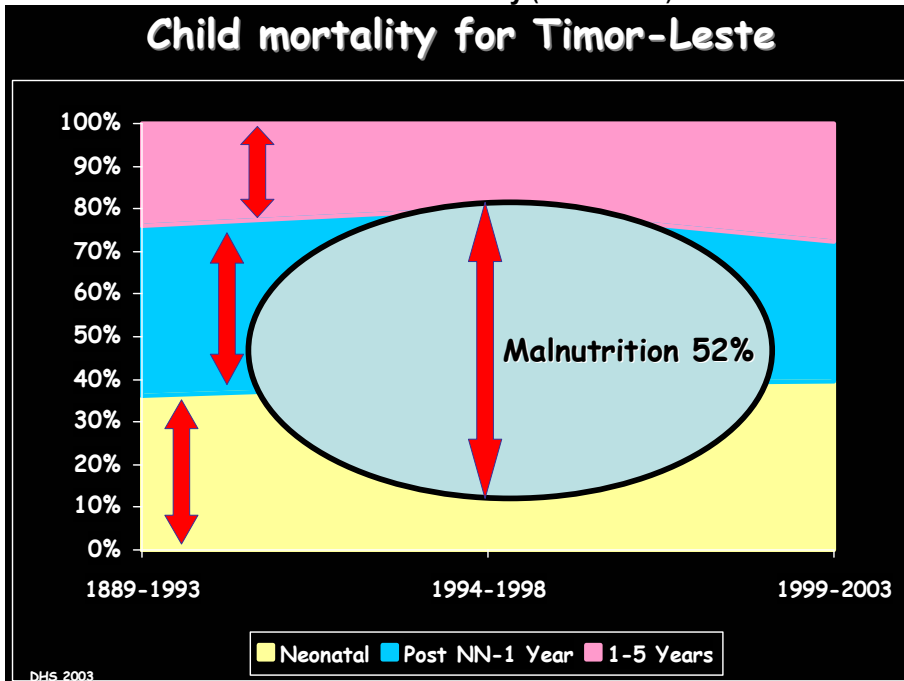 Child mortality for Timor-Leste
100%
90%
80%
70%
60%
50%
40%
30%
20%
10%
0%
Malnutrition 52%
1889-1993
1994-1998
1999-2003
Neonatal
Post NN-1 Year
1-5 Years
DHS 2003